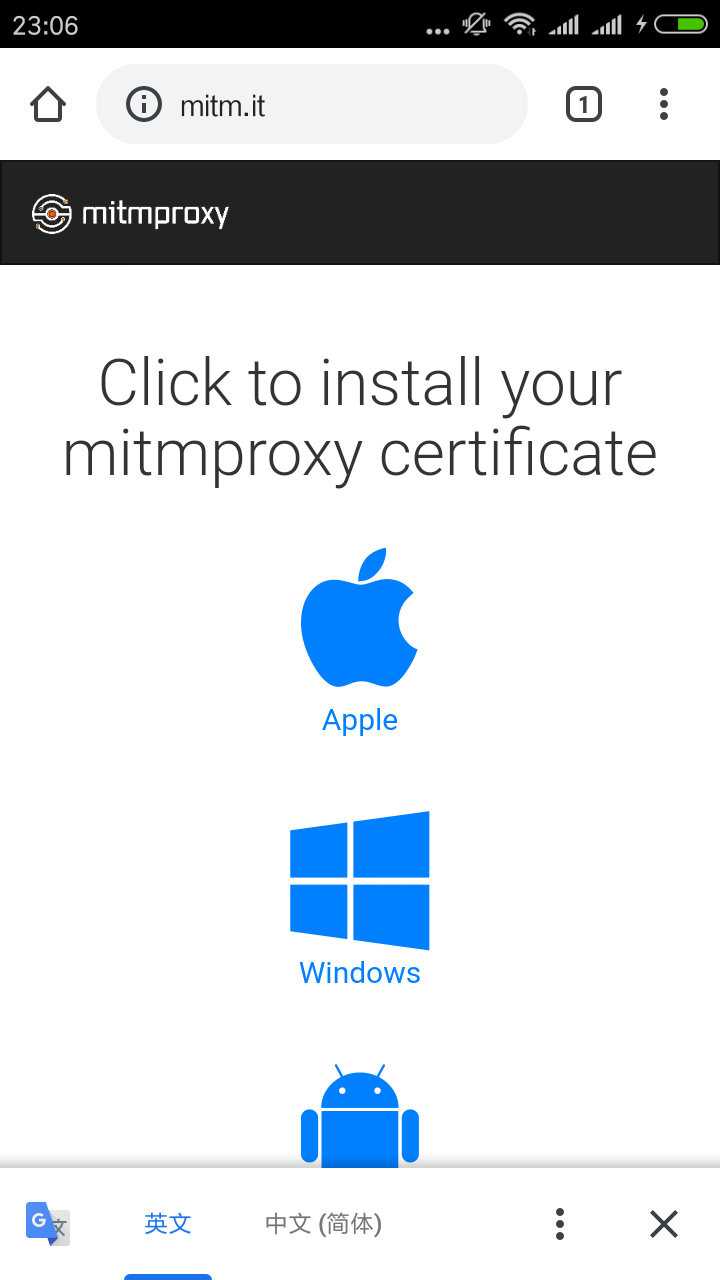 23:06
mitm.it
1
mitmproxy
Click to install your
mitmproxy certificate
Apple
Windows
G 文
英文
中文 (简体)